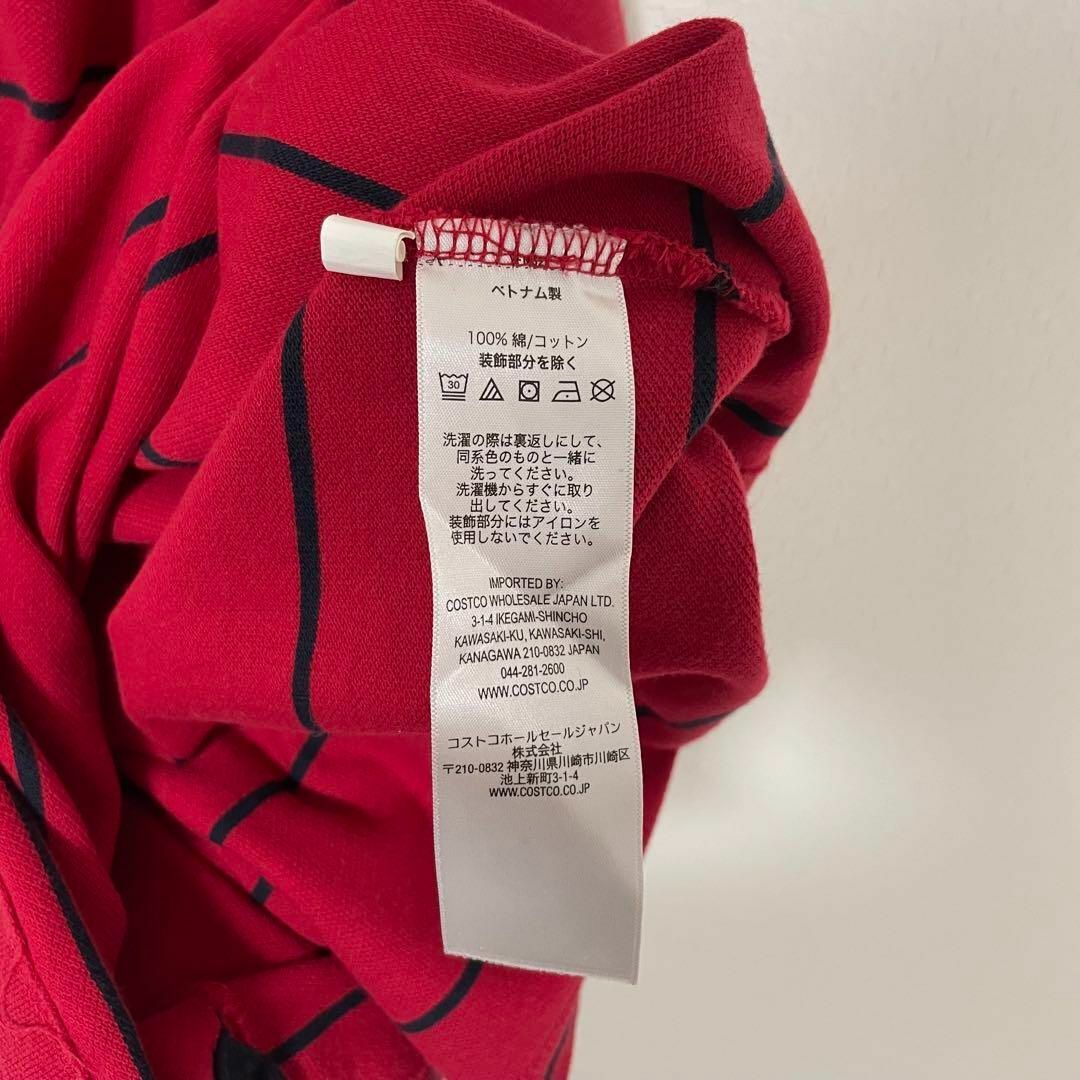 ベトナム製
100% 綿/コットン
装飾部分を除く
30
洗濯の際は裏返しにして、
同系色のものと一緒に
洗ってください。
洗濯機からすぐに取り
出してください。
装飾部分にはアイロンを
使用しないでください。
IMPORTED BY:
COSTCO WHOLESALE JAPAN LTD.
3-1-4 IKEGAMI-SHINCHO
KAWASAKI-KU, KAWASAKI-SHI,
KANAGAWA 210-0832 JAPAN
044-281-2600
WWW.COSTCO.CO.JP
コストコホールセールジャパン
株式会社
〒210-0832 神奈川県川崎市川崎区
池上新町3-1-4
WWW.COSTCO.CO.JP